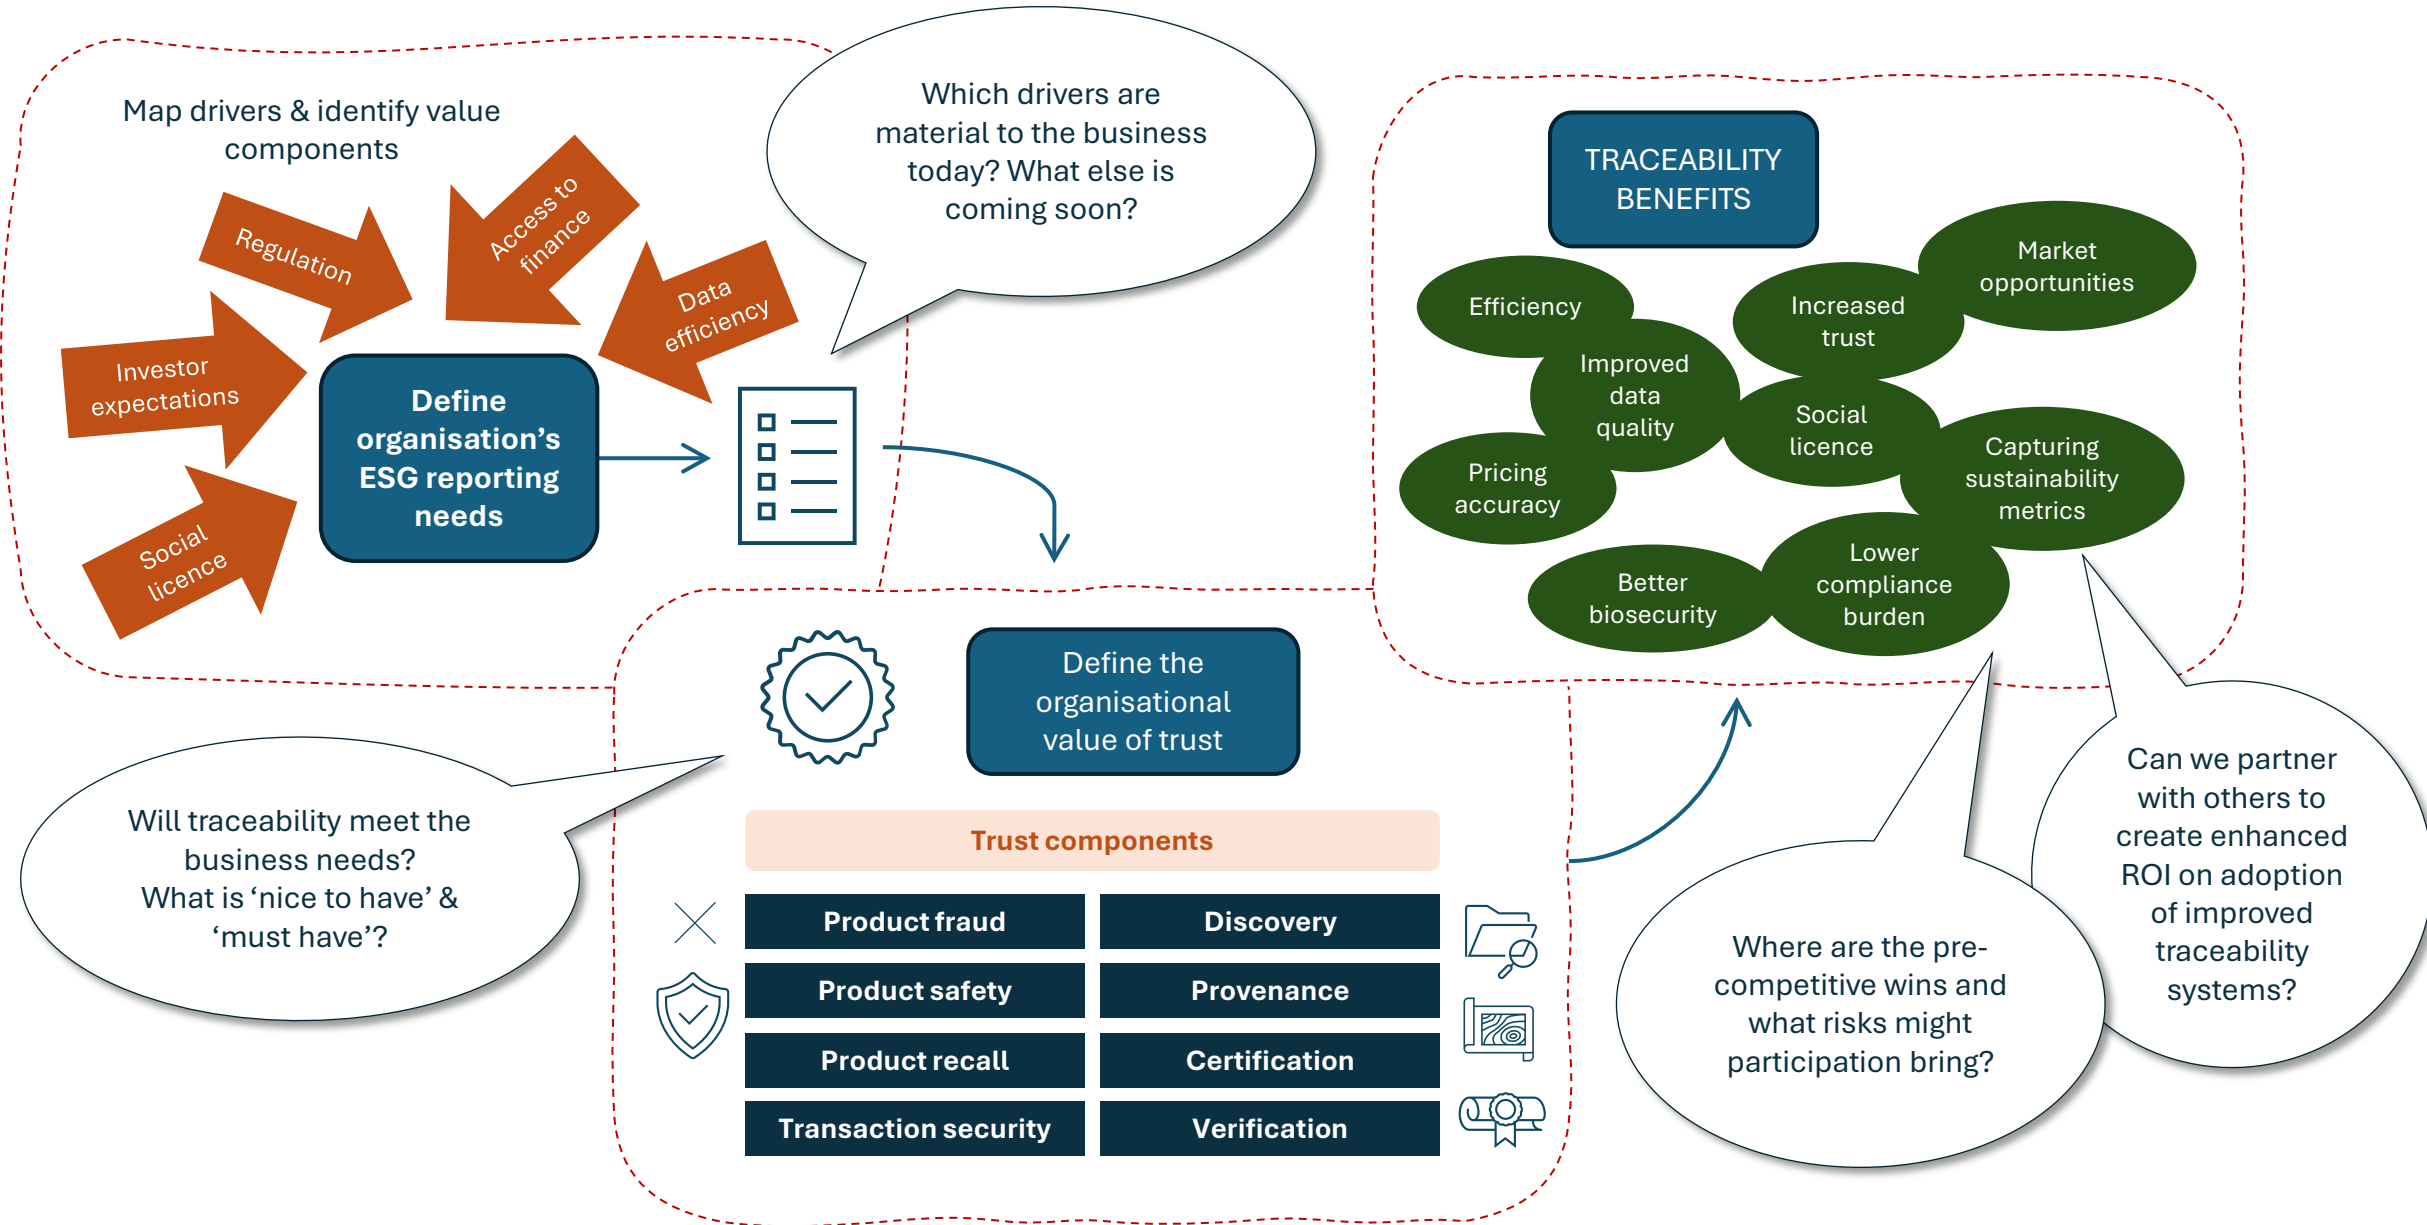 Map drivers & identify value
components
Regulation
Access to
finance
Data
efficiency
Investor
expectations
Social
licence
Define
organisation’s
ESG reporting
needs
Which drivers are
material to the business
today? What else is
coming soon?
Will traceability meet the
business needs?
What is ‘nice to have’ &
‘must have’?
Define the
organisational
value of trust
Trust components
Product fraud
Discovery
Product safety
Provenance
Product recall
Certification
Transaction security
Verification
TRACEABILITY
BENEFITS
Efficiency
Improved
data
quality
Increased
trust
Market
opportunities
Pricing
accuracy
Social
licence
Capturing
sustainability
metrics
Better
biosecurity
Lower
compliance
burden
Where are the pre-
competitive wins and
what risks might
participation bring?
Can we partner
with others to
create enhanced
ROI on adoption
of improved
traceability
systems?